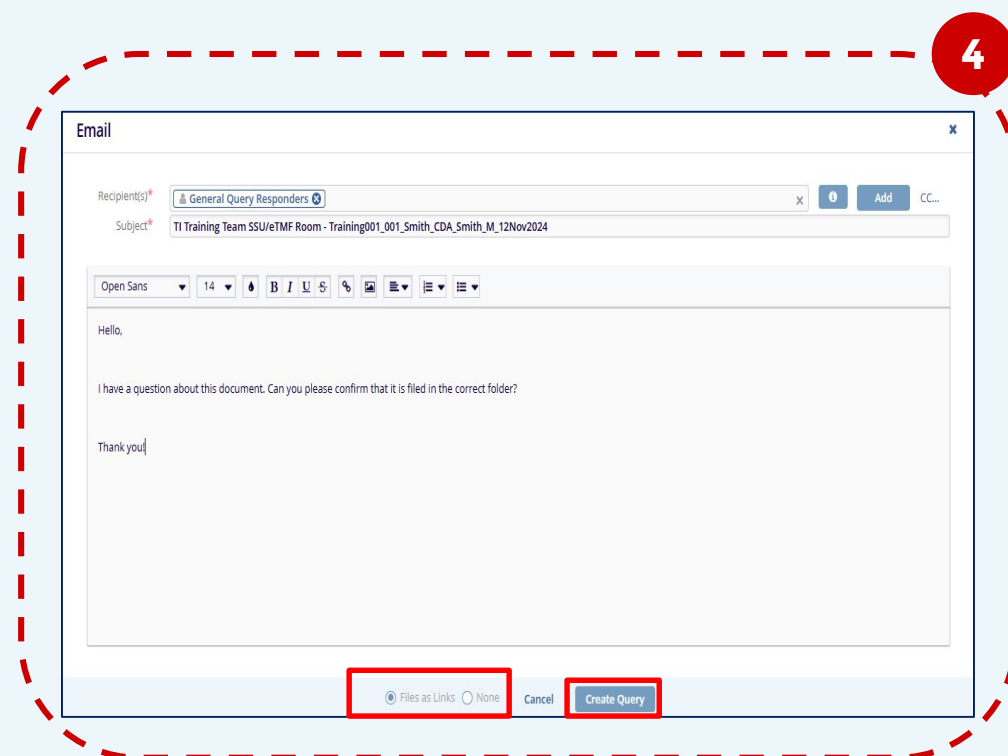 4
Email
x
Recipient(s)* General Query Responders x Add CC...
Subject* TI Training Team SSU/eTMF Room - Training001_001_Smith_CDA_Smith_M_12Nov2024
Open Sans 14 B I U S
Hello,
I have a question about this document. Can you please confirm that it is filed in the correct folder?
Thank you!
Files as Links None Cancel Create Query